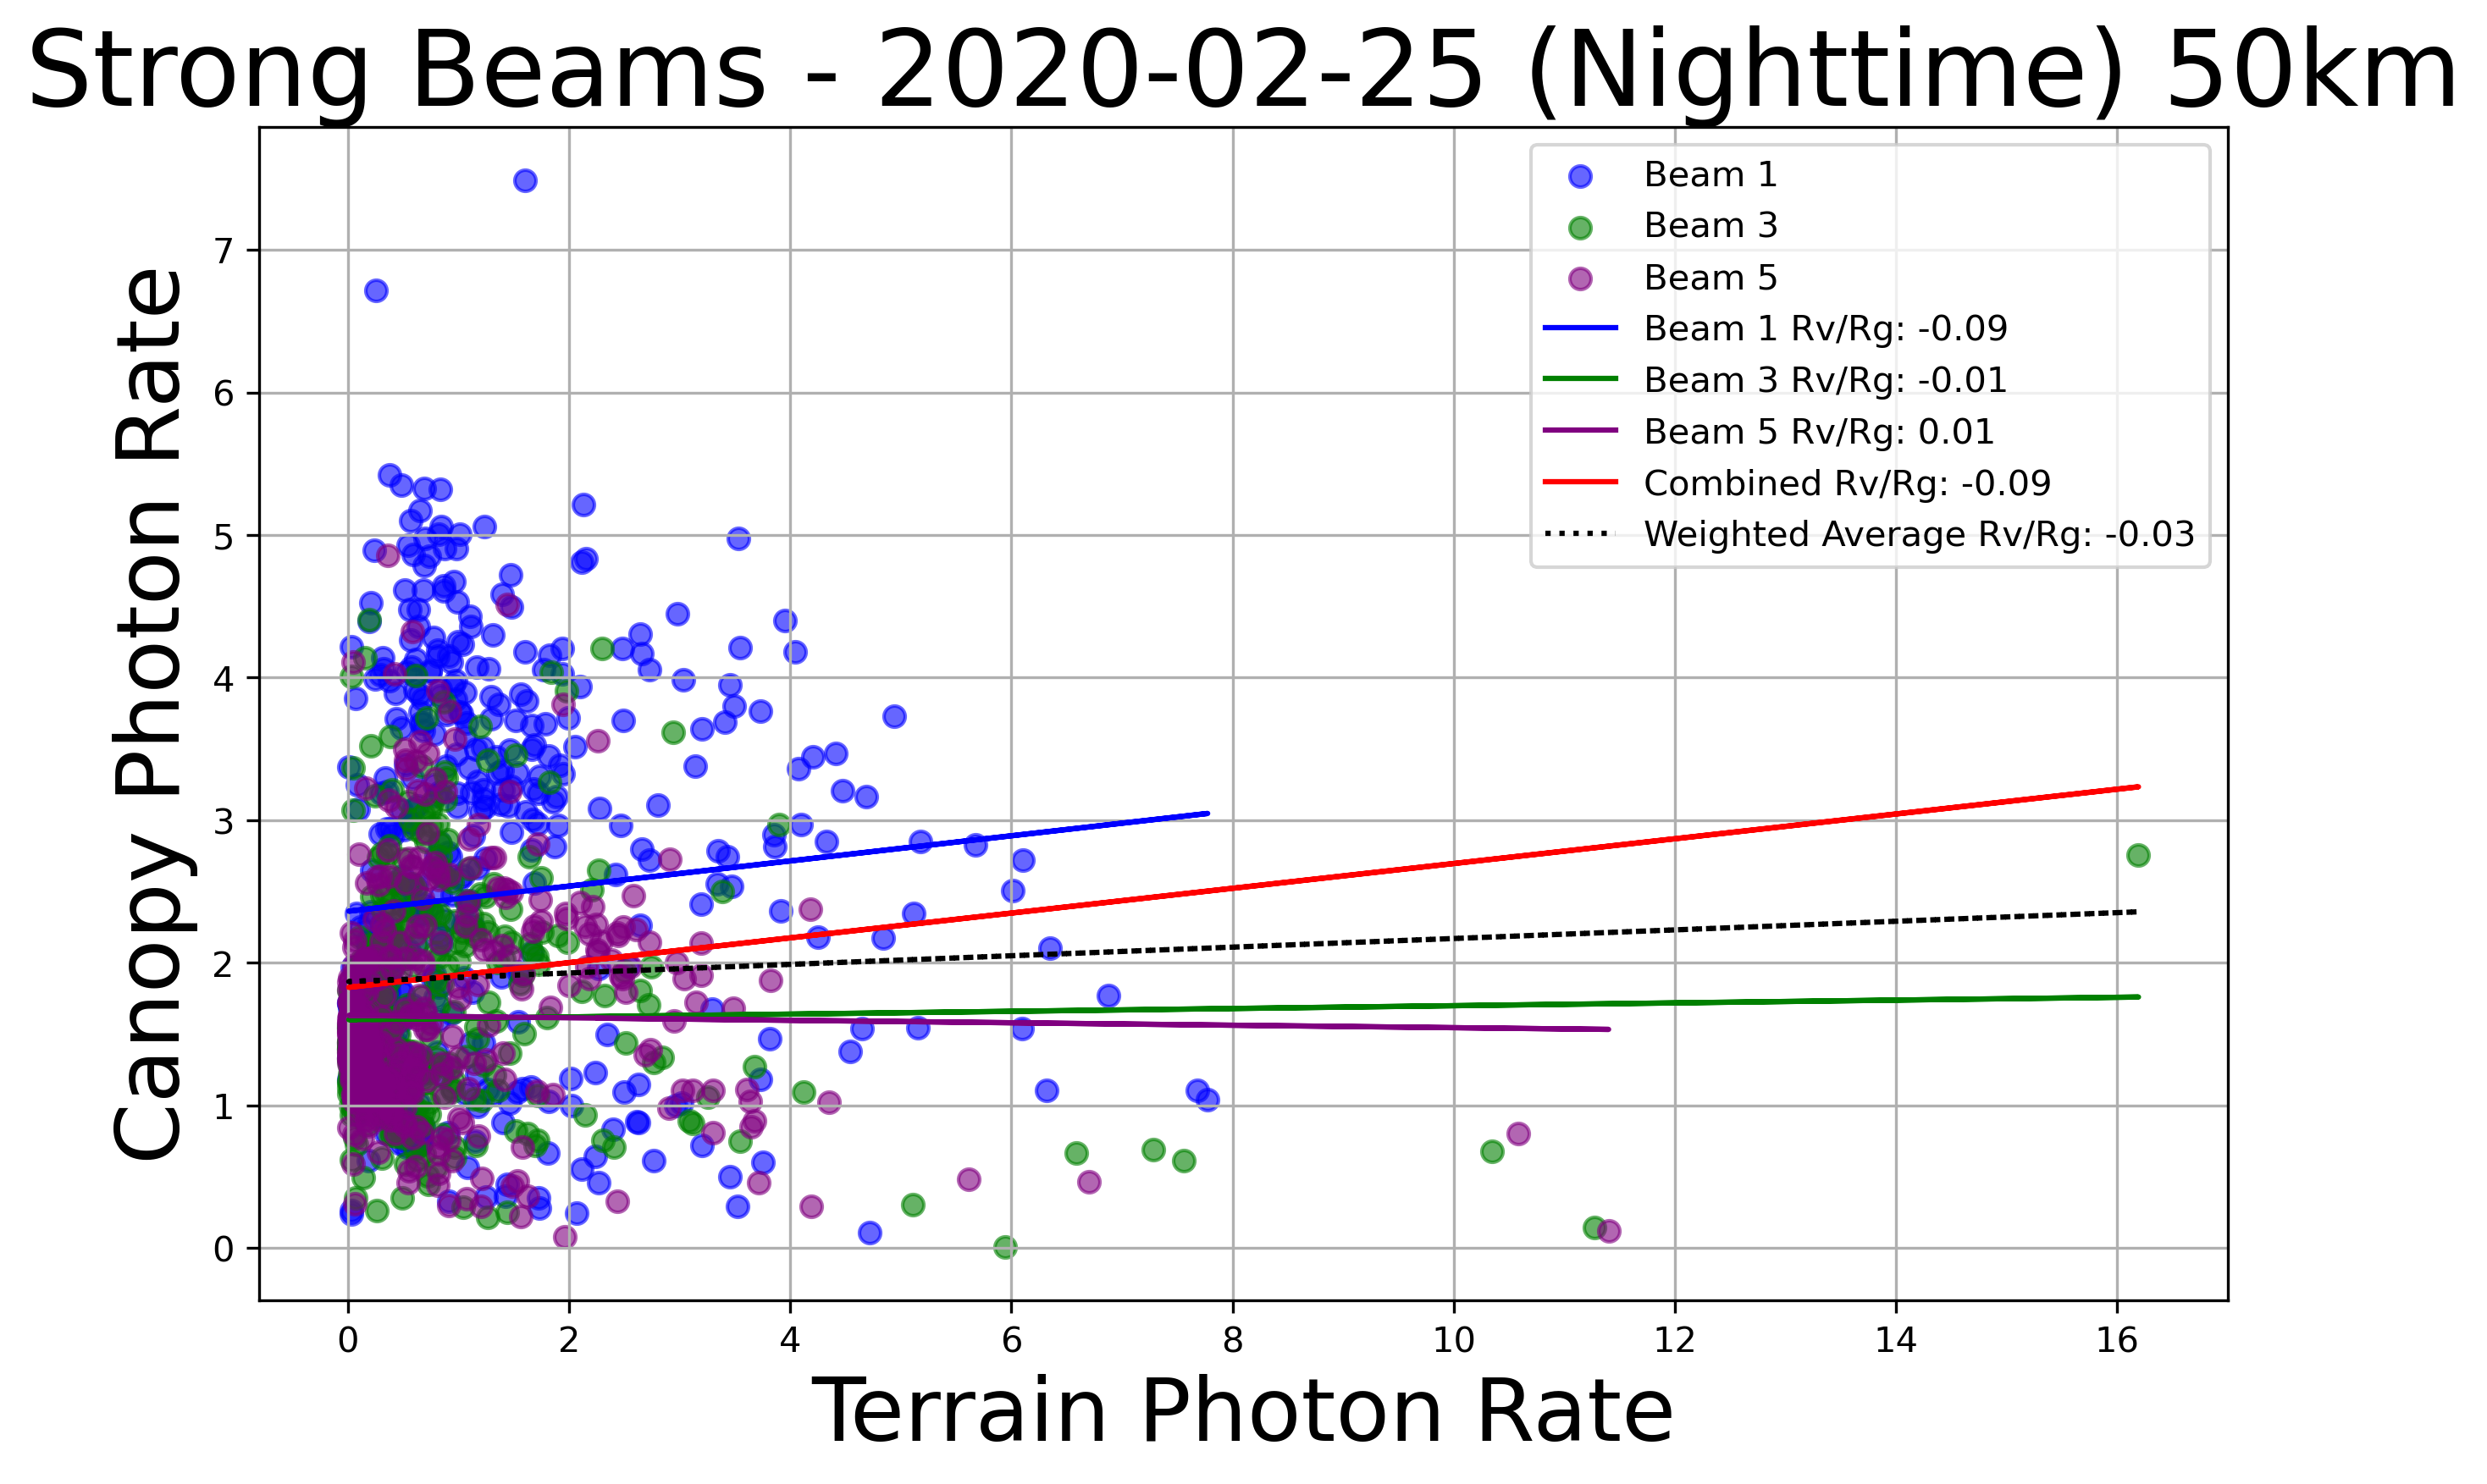 Strong Beams - 2020-02-25 (Nighttime) 50km
Canopy Photon Rate
7
6
5
4
3
2
1
0
Beam 1
Beam 3
Beam 5
Beam 1 Rv/Rg: -0.09
Beam 3 Rv/Rg: -0.01
Beam 5 Rv/Rg: 0.01
Combined Rv/Rg: -0.09
Weighted Average Rv/Rg: -0.03
0 2 4 6 8 10 12 14 16
Terrain Photon Rate